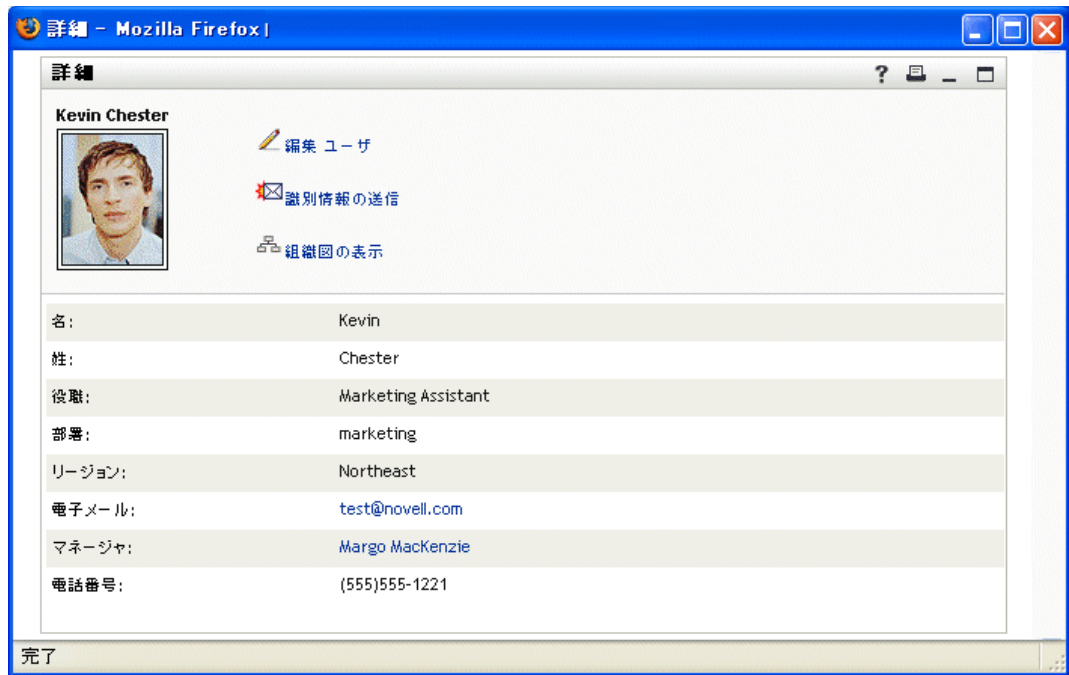 詳細 - Mozilla Firefox
詳細
?
Kevin Chester
編集 ユーザ
識別情報の送信
組織図の表示
名: Kevin
姓: Chester
役職: Marketing Assistant
部署: marketing
リージョン: Northeast
電子メール: test@novell.com
マネージャ: Margo MacKenzie
電話番号: (555)555-1221
完了